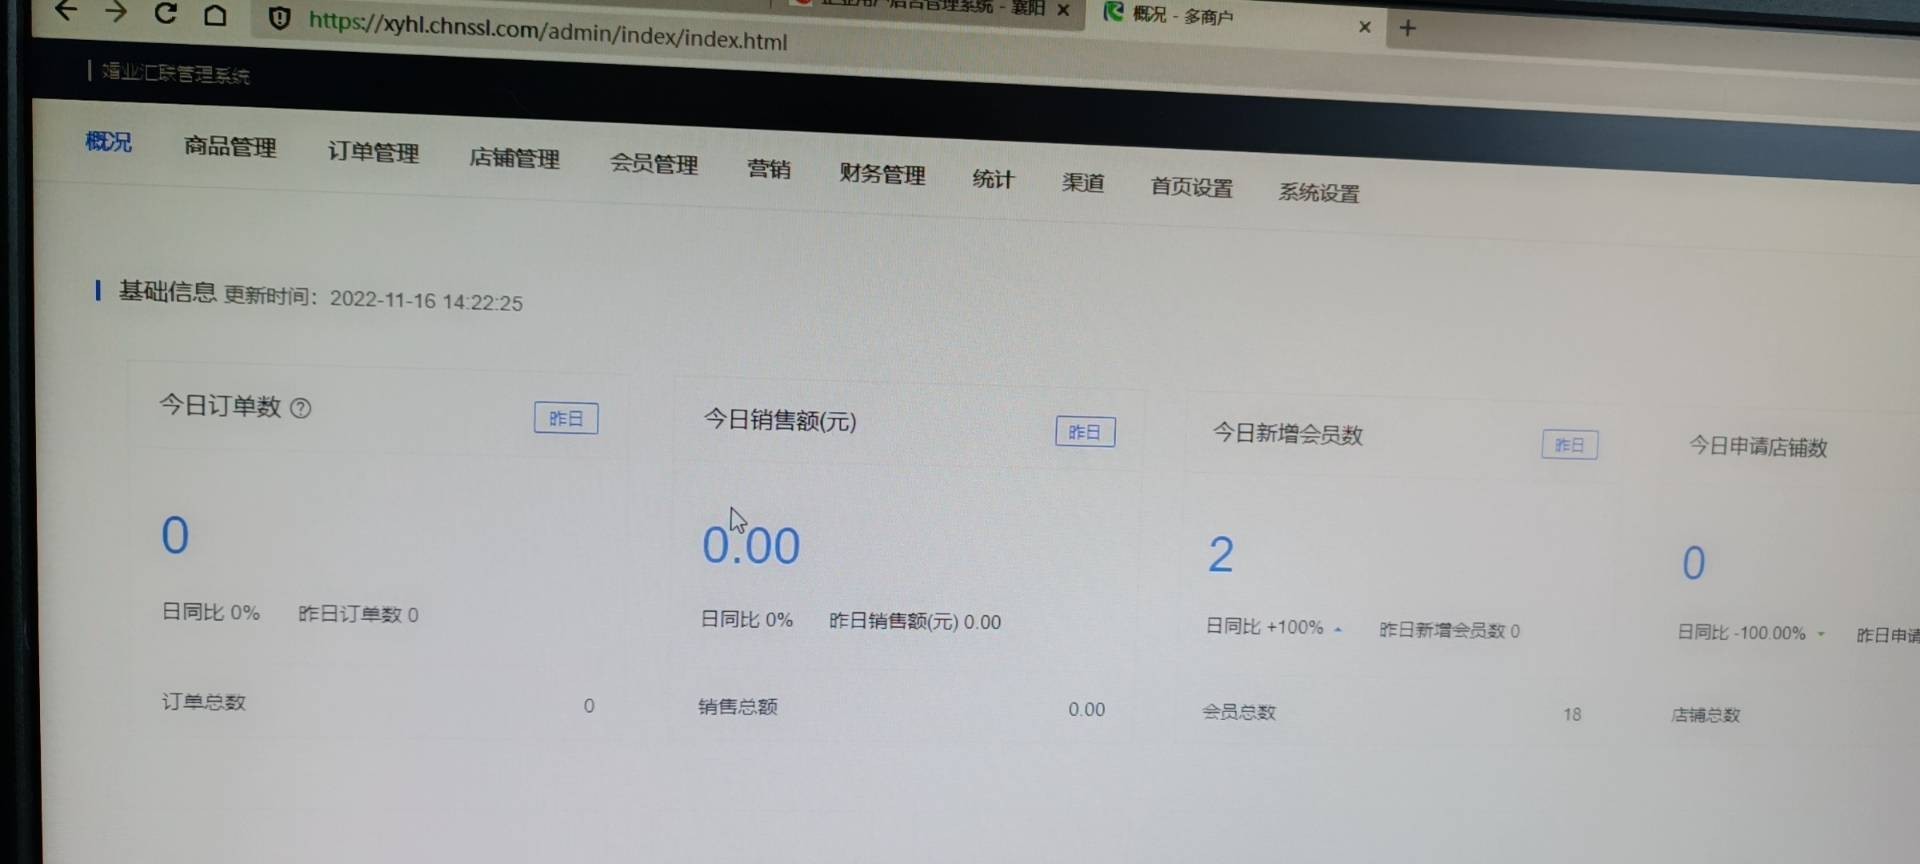 https://xyhl.chnssl.com/admin/index/index.html
企业用户后台管理系统 - 襄阳
概况 - 多商户
婚业汇联管理系统
概况 商品管理 订单管理 店铺管理 会员管理 营销 财务管理 统计 渠道 首页设置 系统设置
基础信息 更新时间：2022-11-16 14:22:25
今日订单数 ?
昨日
0
日同比 0% 昨日订单数 0
订单总数 0
今日销售额(元)
昨日
0.00
日同比 0% 昨日销售额(元) 0.00
销售总额 0.00
今日新增会员数
昨日
2
日同比 +100% 昨日新增会员数 0
会员总数 18
今日申请店铺数
0
日同比 -100.00% 昨日申请
店铺总数